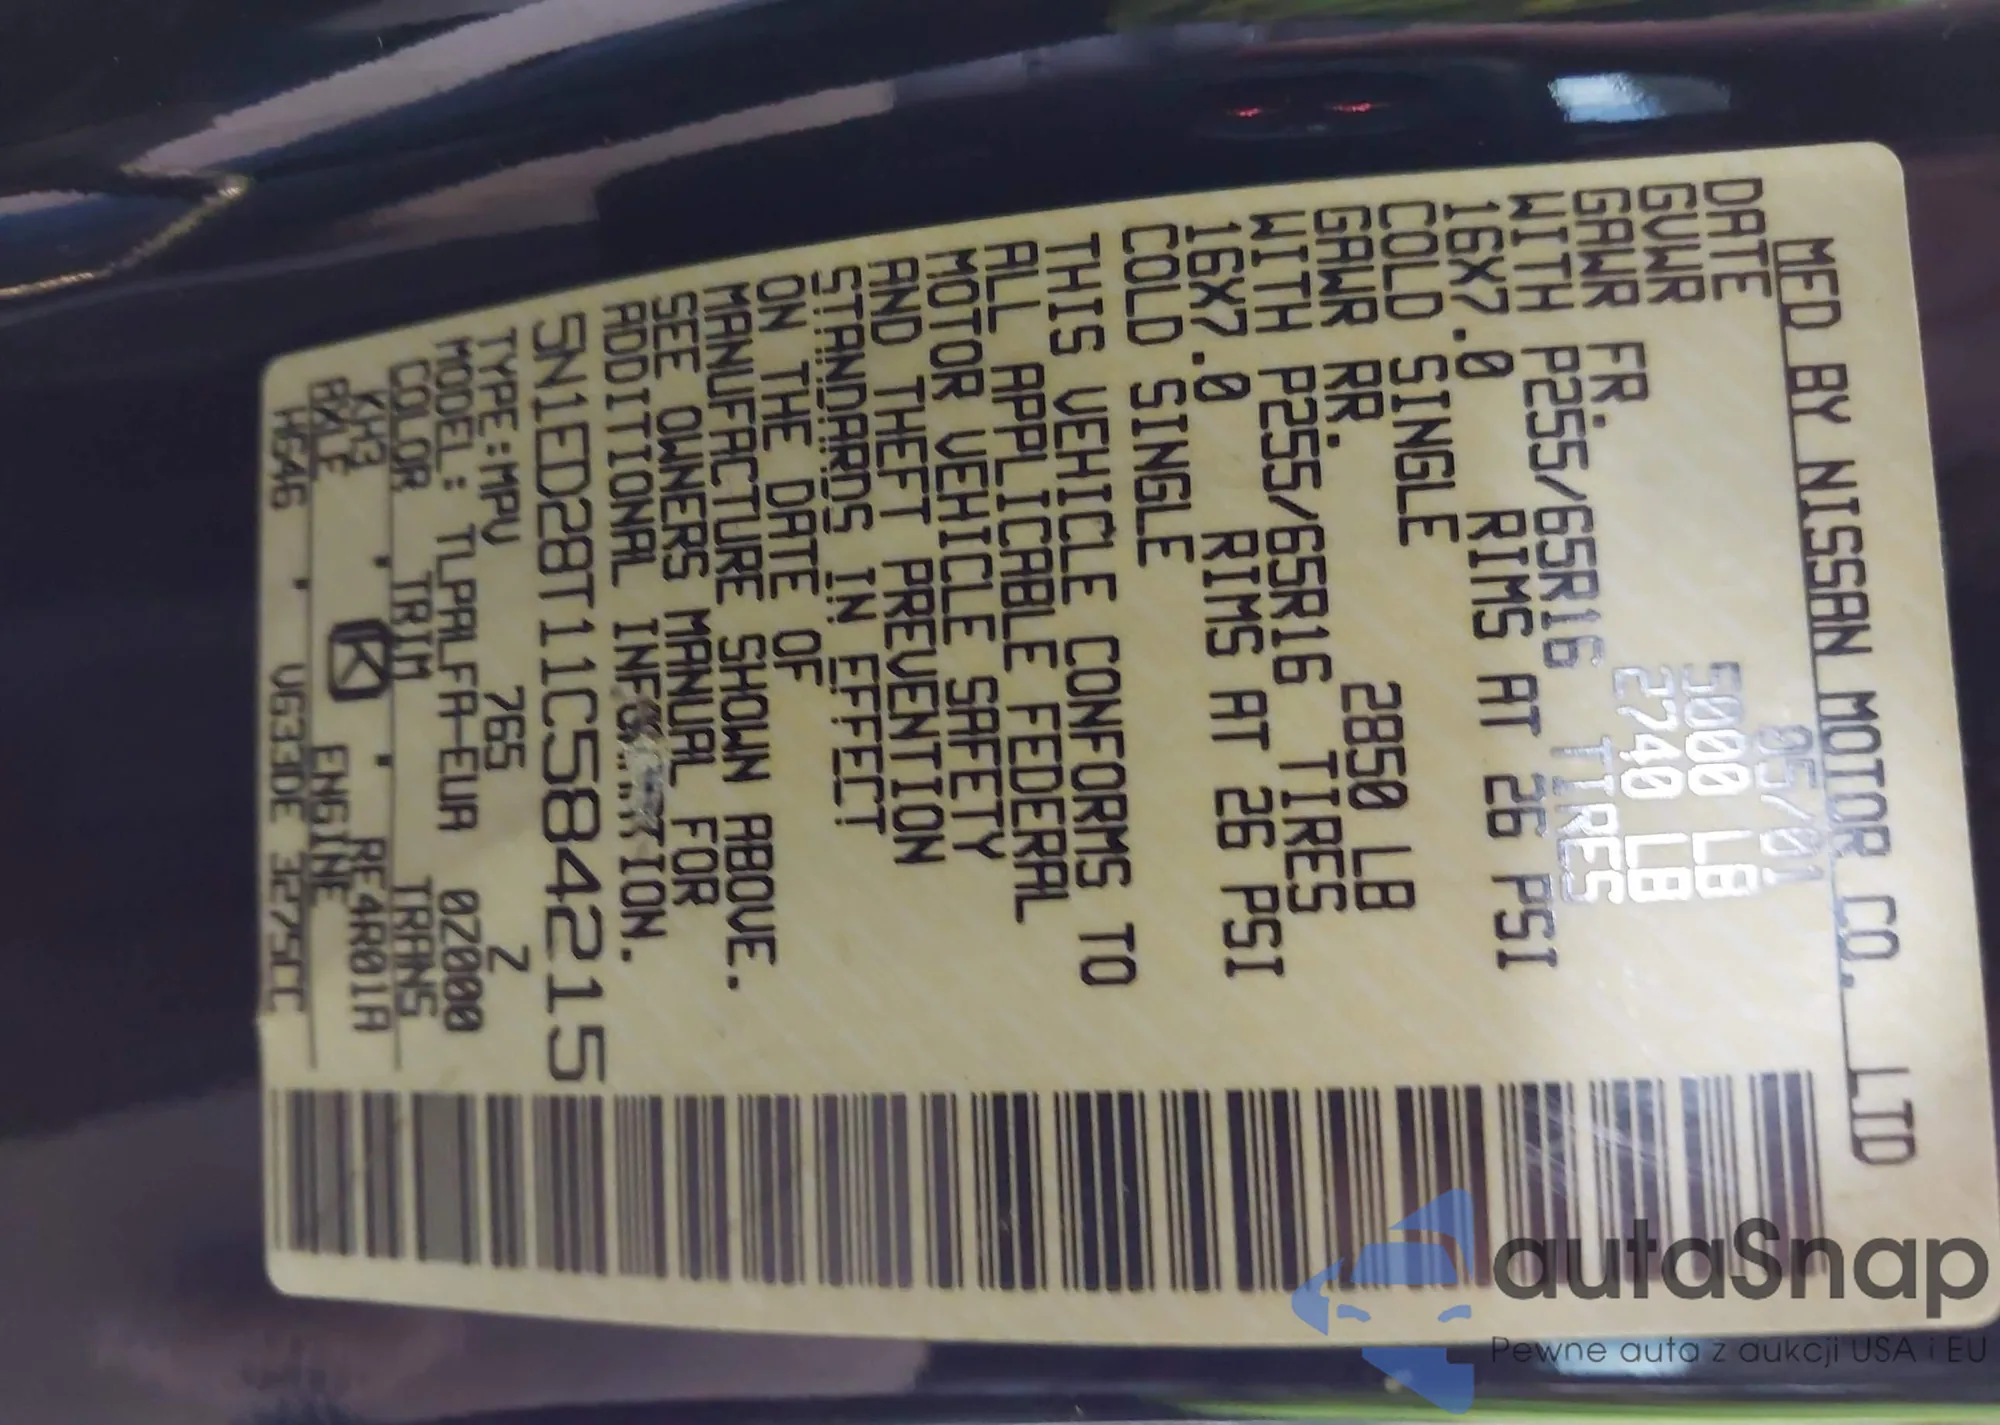 MFD BY NISSAN MOTOR CO., LTD
DATE 05/01
GVWR 5000 LB
GAWR FR. 2740 LB
WITH P255/65R16 TIRES
16X7.0 RIMS AT 26 PSI
COLD SINGLE
GAWR RR. 2850 LB
WITH P255/65R16 TIRES
16X7.0 RIMS AT 26 PSI
COLD SINGLE
THIS VEHICLE CONFORMS TO
ALL APPLICABLE FEDERAL
MOTOR VEHICLE SAFETY
AND THEFT PREVENTION
STANDARDS IN EFFECT
ON THE DATE OF
MANUFACTURE SHOWN ABOVE.
SEE OWNERS MANUAL FOR
ADDITIONAL INFORMATION.
5N1ED28T11C584215
TYPE:MPV 765 Z
MODEL: TLPALFA-EUA 02000
COLOR TRIM TRANS
KH3 K RE4R01A
AXLE ENGINE
HG46 VG33DE 3275CC
autaSnap
Pewne auta z aukcji USA i EU